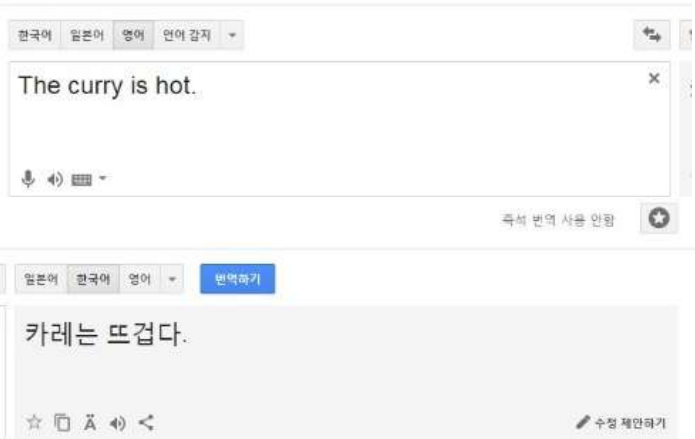 한국어 일본어 영어 언어 감지
The curry is hot.
즉석 번역 사용 안함
일본어 한국어 영어 번역하기
카레는 뜨겁다.
Ä
수정 제안하기